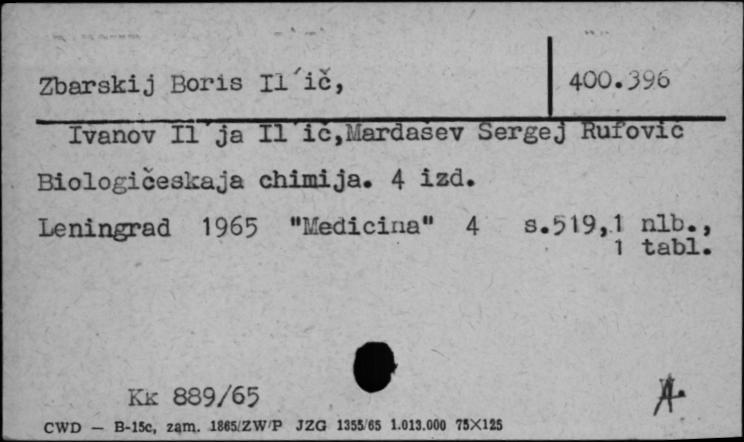 Zbarskij Boris Il´ič,
400.396
Ivanov Il´ja Il´ič,Mardašev Sergej Rufovič
Biologičeskaja chimija. 4 izd.
Leningrad 1965 "Medicina" 4 s.519,1 nlb.,
1 tabl.
Kk 889/65
CWD — B-15c, zam. 1865/ZW/P JZG 1355/65 1.013.000 75×125